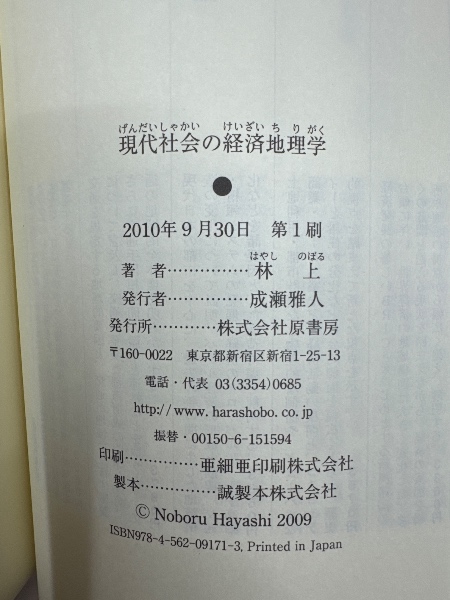 げんだいしゃかい けいざいちりがく
現代社会の経済地理学
●
2010年9月30日 第1刷
はやし のぼる
著者……………林 上
発行者……………成瀬雅人
発行所…………株式会社原書房
〒160-0022 東京都新宿区新宿1-25-13
電話・代表 03(3354)0685
http://www.harashobo.co.jp
振替・00150-6-151594
印刷……………亜細亜印刷株式会社
製本……………誠製本株式会社
© Noboru Hayashi 2009
ISBN978-4-562-09171-3, Printed in Japan